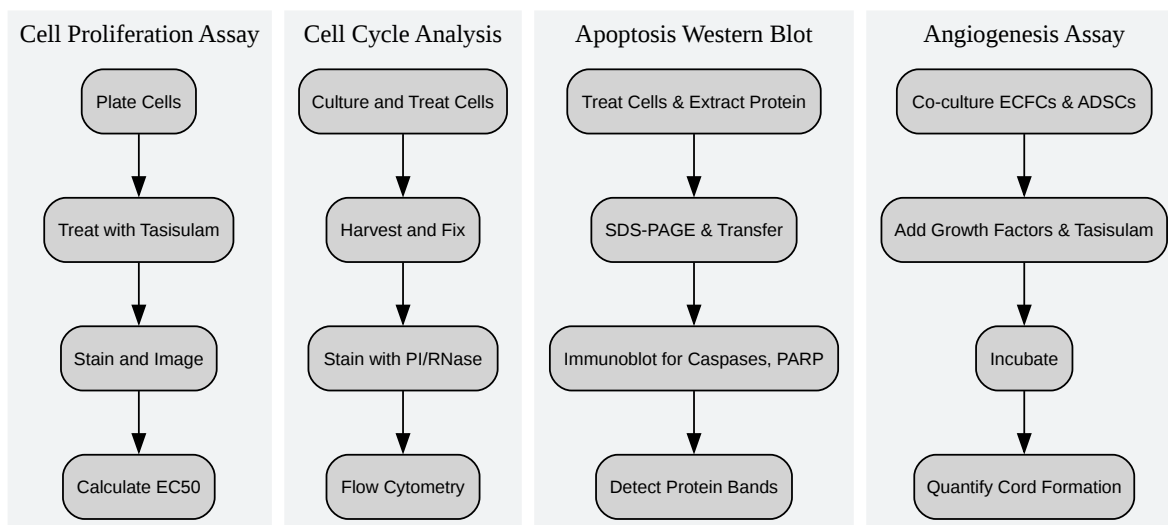 Cell Proliferation Assay
Plate Cells
Treat with Tasisulam
Stain and Image
Calculate EC50
Cell Cycle Analysis
Culture and Treat Cells
Harvest and Fix
Stain with PI/RNase
Flow Cytometry
Apoptosis Western Blot
Treat Cells & Extract Protein
SDS-PAGE & Transfer
Immunoblot for Caspases, PARP
Detect Protein Bands
Angiogenesis Assay
Co-culture ECFCs & ADSCs
Add Growth Factors & Tasisulam
Incubate
Quantify Cord Formation